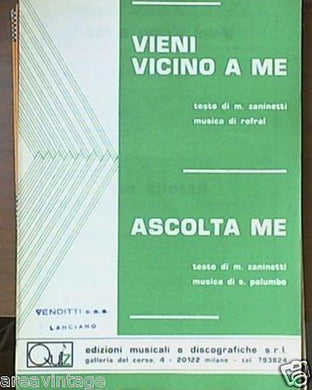 VIENI
VICINO A ME
testo di m. zaninetti
musica di rofral
ASCOLTA ME
testo di m. zaninetti
musica di s. palumbo
VENDITTI s.a.s.
LANCIANO
Quiz
edizioni musicali e discografiche s.r.l.
galleria del corso, 4 - 20122 milano - tel 793824
© areavintage